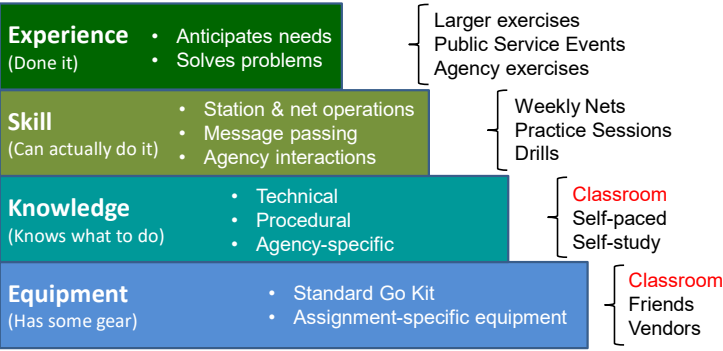 Experience
(Done it)
• Anticipates needs
• Solves problems
Larger exercises
Public Service Events
Agency exercises
Skill
(Can actually do it)
• Station & net operations
• Message passing
• Agency interactions
Weekly Nets
Practice Sessions
Drills
Knowledge
(Knows what to do)
• Technical
• Procedural
• Agency-specific
Classroom
Self-paced
Self-study
Equipment
(Has some gear)
• Standard Go Kit
• Assignment-specific equipment
Classroom
Friends
Vendors